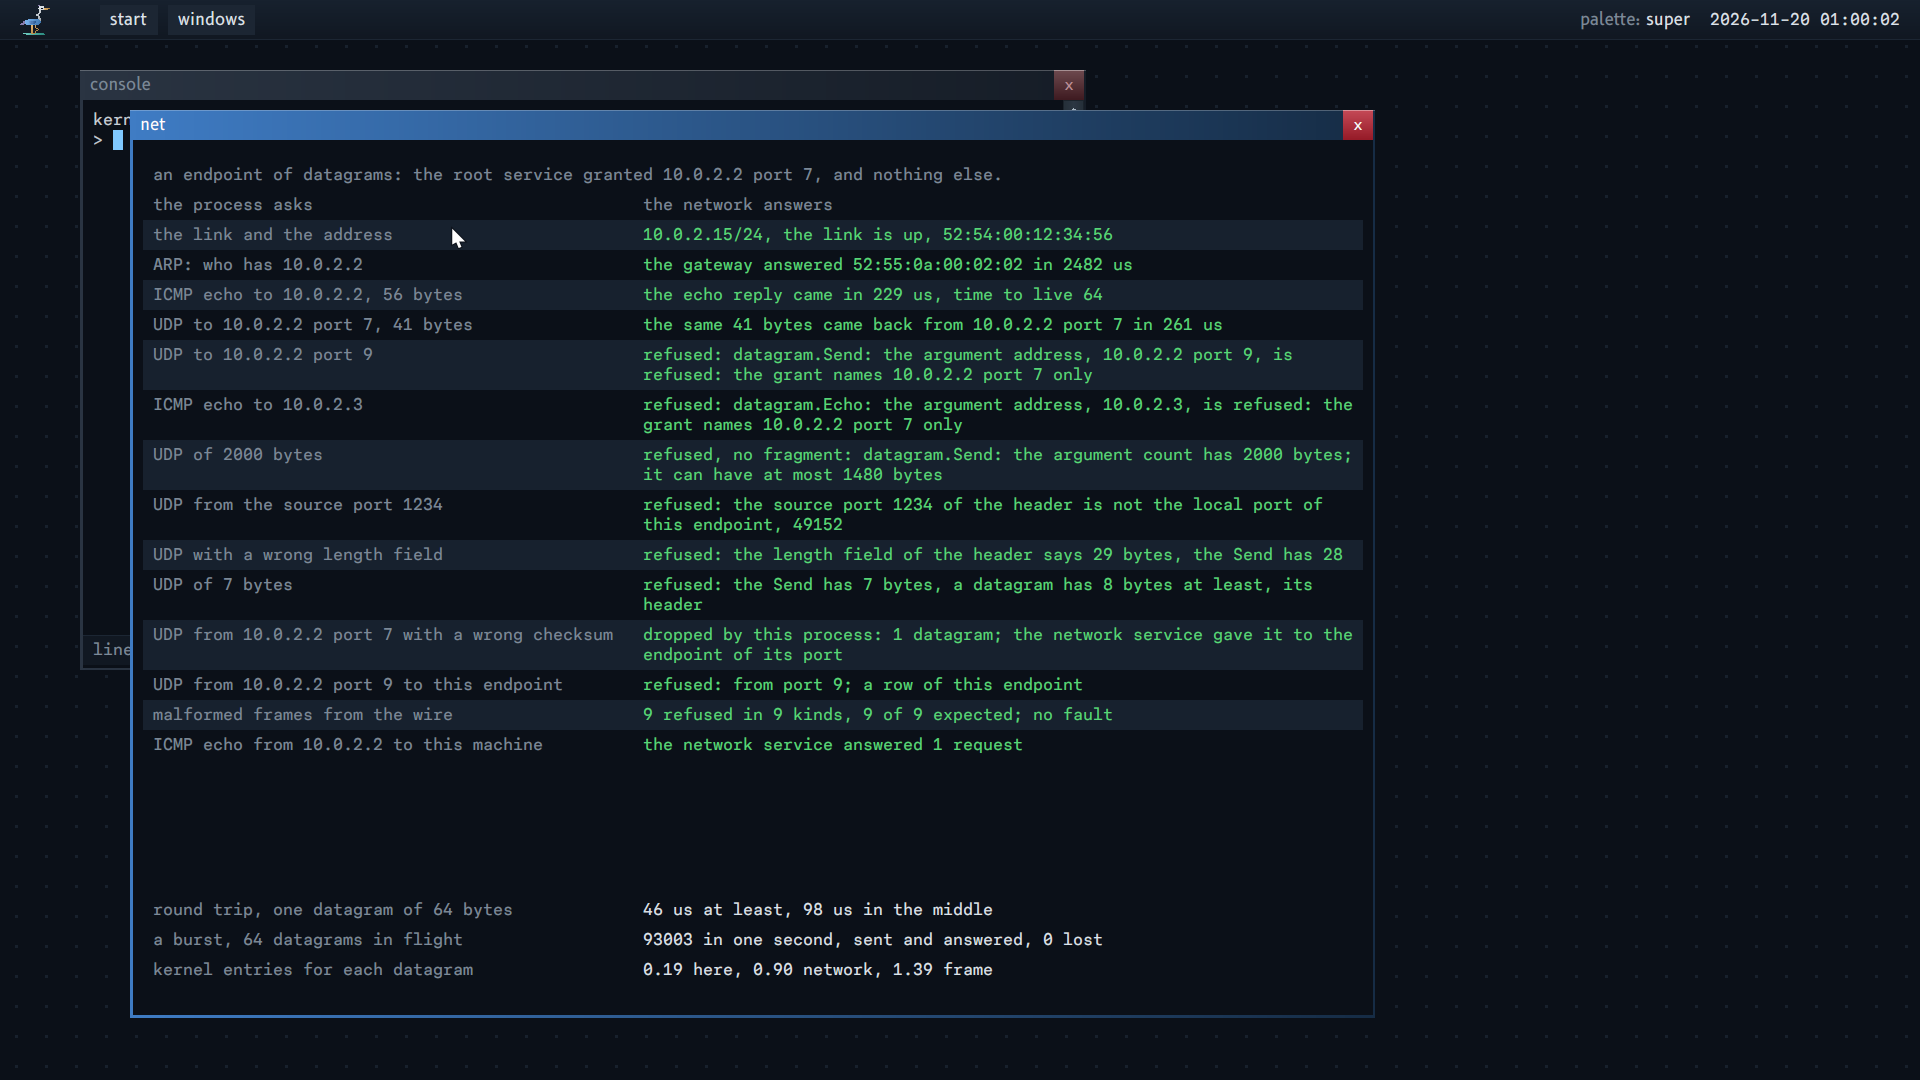 start windows palette: super 2026-11-20 01:00:02
console x
kern
>
net x
an endpoint of datagrams: the root service granted 10.0.2.2 port 7, and nothing else.
the process asks the network answers
the link and the address 10.0.2.15/24, the link is up, 52:54:00:12:34:56
ARP: who has 10.0.2.2 the gateway answered 52:55:0a:00:02:02 in 2482 us
ICMP echo to 10.0.2.2, 56 bytes the echo reply came in 229 us, time to live 64
UDP to 10.0.2.2 port 7, 41 bytes the same 41 bytes came back from 10.0.2.2 port 7 in 261 us
UDP to 10.0.2.2 port 9 refused: datagram.Send: the argument address, 10.0.2.2 port 9, is
refused: the grant names 10.0.2.2 port 7 only
ICMP echo to 10.0.2.3 refused: datagram.Echo: the argument address, 10.0.2.3, is refused: the
grant names 10.0.2.2 port 7 only
UDP of 2000 bytes refused, no fragment: datagram.Send: the argument count has 2000 bytes;
it can have at most 1480 bytes
UDP from the source port 1234 refused: the source port 1234 of the header is not the local port of
this endpoint, 49152
UDP with a wrong length field refused: the length field of the header says 29 bytes, the Send has 28
UDP of 7 bytes refused: the Send has 7 bytes, a datagram has 8 bytes at least, its
header
UDP from 10.0.2.2 port 7 with a wrong checksum dropped by this process: 1 datagram; the network service gave it to the
line endpoint of its port
UDP from 10.0.2.2 port 9 to this endpoint refused: from port 9; a row of this endpoint
malformed frames from the wire 9 refused in 9 kinds, 9 of 9 expected; no fault
ICMP echo from 10.0.2.2 to this machine the network service answered 1 request
round trip, one datagram of 64 bytes 46 us at least, 98 us in the middle
a burst, 64 datagrams in flight 93003 in one second, sent and answered, 0 lost
kernel entries for each datagram 0.19 here, 0.90 network, 1.39 frame